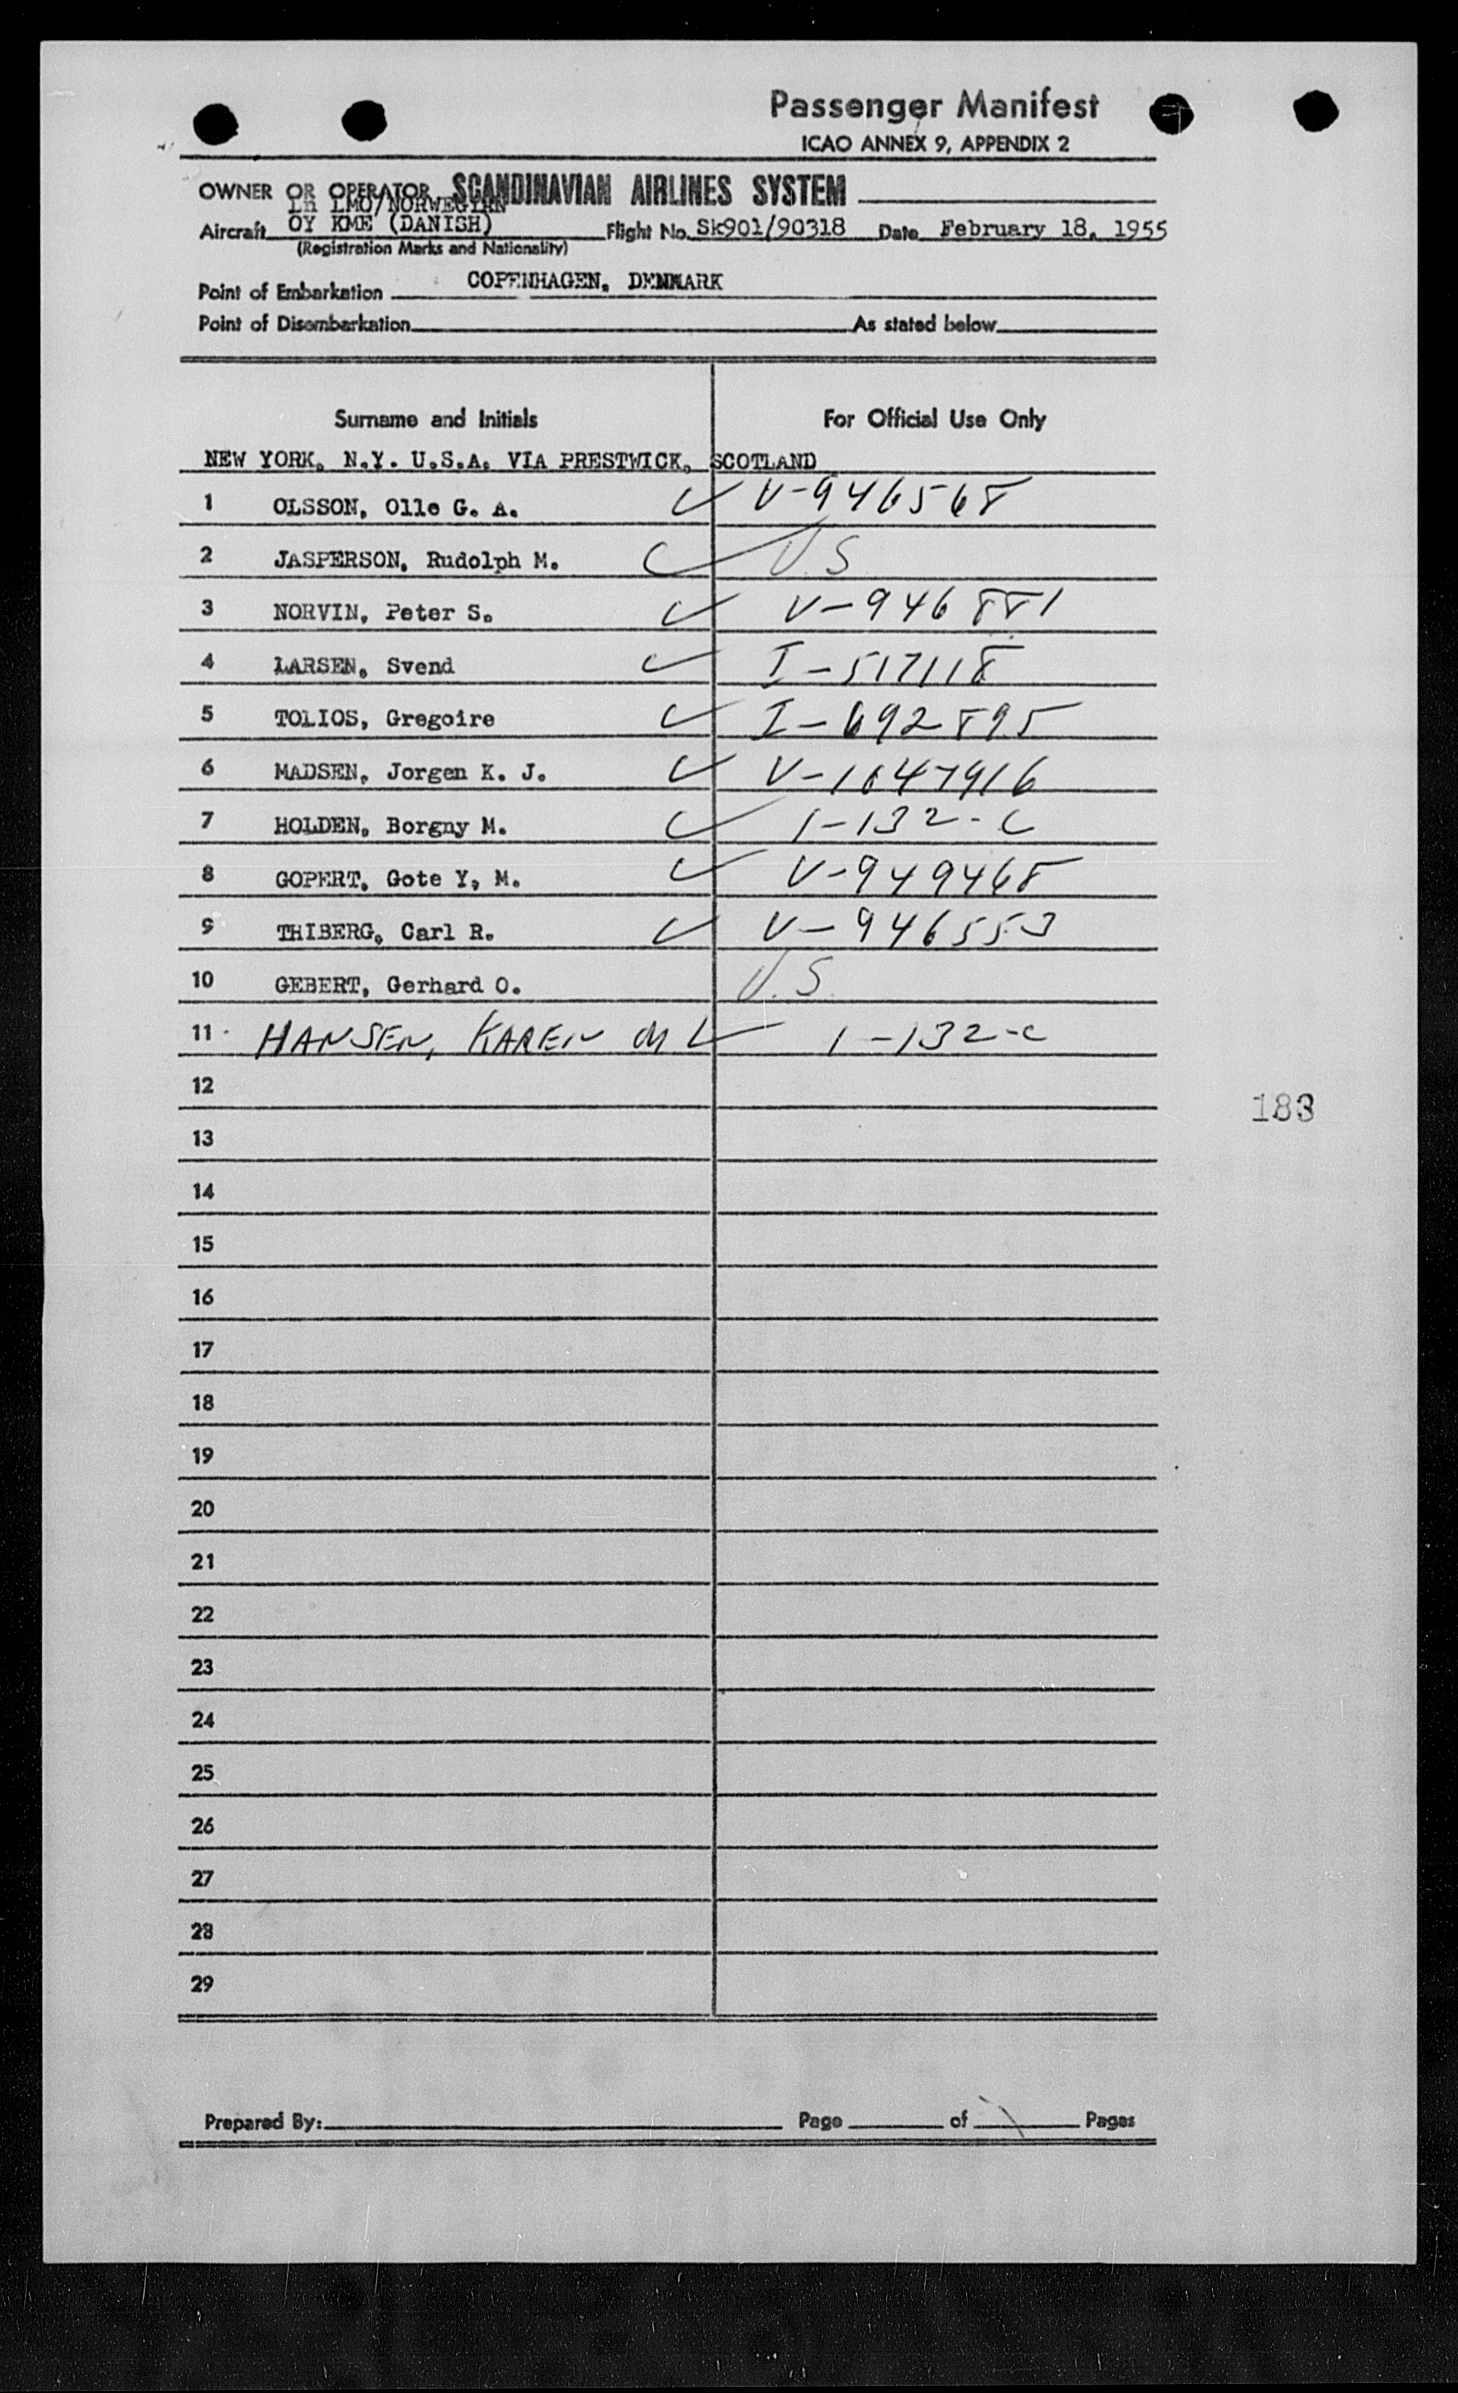 Passenger Manifest
ICAO ANNEX 9, APPENDIX 2
OWNER OR OPERATOR SCANDINAVIAN AIRLINES SYSTEM
LN LMO/NORWEGIAN
Aircraft OY KME (DANISH) Flight No. Sk901/90318 Date February 18, 1955
(Registration Marks and Nationality)
Point of Embarkation COPENHAGEN, DENMARK
Point of Disembarkation As stated below
Surname and Initials For Official Use Only
NEW YORK, N.Y. U.S.A. VIA PRESTWICK, SCOTLAND
1 OLSSON, Olle G. A. V-946568
2 JASPERSON, Rudolph M. U.S
3 NORVIN, Peter S. V-946881
4 LARSEN, Svend I-517118
5 TOLIOS, Gregoire I-692895
6 MADSEN, Jorgen K. J. V-1047916
7 HOLDEN, Borgny M. 1-132-C
8 GOPERT, Gote Y, M. V-949468
9 THIBERG, Carl R. V-946553
10 GEBERT, Gerhard O. U.S
11 HANSEN, KAREN M 1-132-C
12
13
14
15
16
17
18
19
20
21
22
23
24
25
26
27
28
29
183
Prepared By: Page of Pages